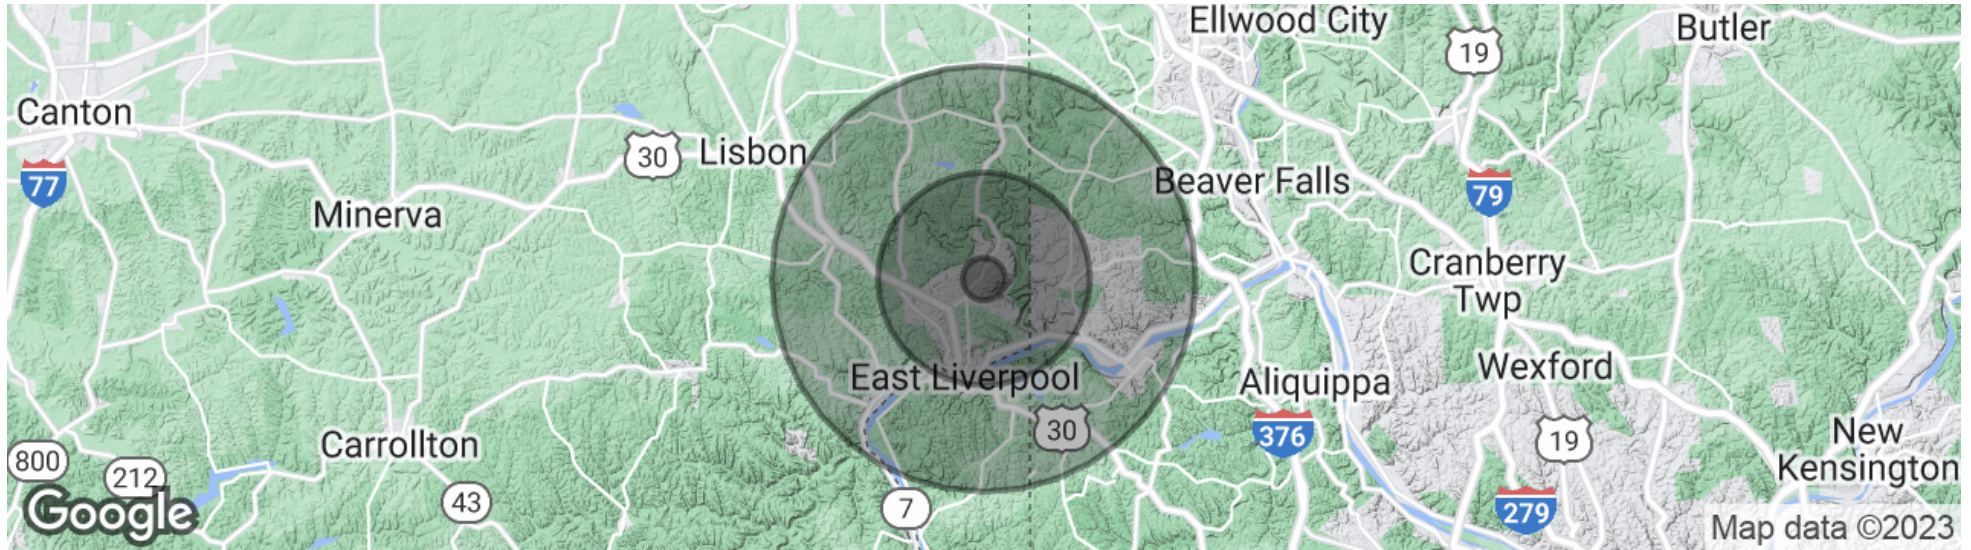 Ellwood City
Butler
19
Canton
30
Lisbon
77
Beaver Falls
79
Minerva
Cranberry
Twp
Wexford
East Liverpool
Aliquippa
30
376
19
Carrollton
New
Kensington
800
212
43
7
279
Google
Map data ©2023